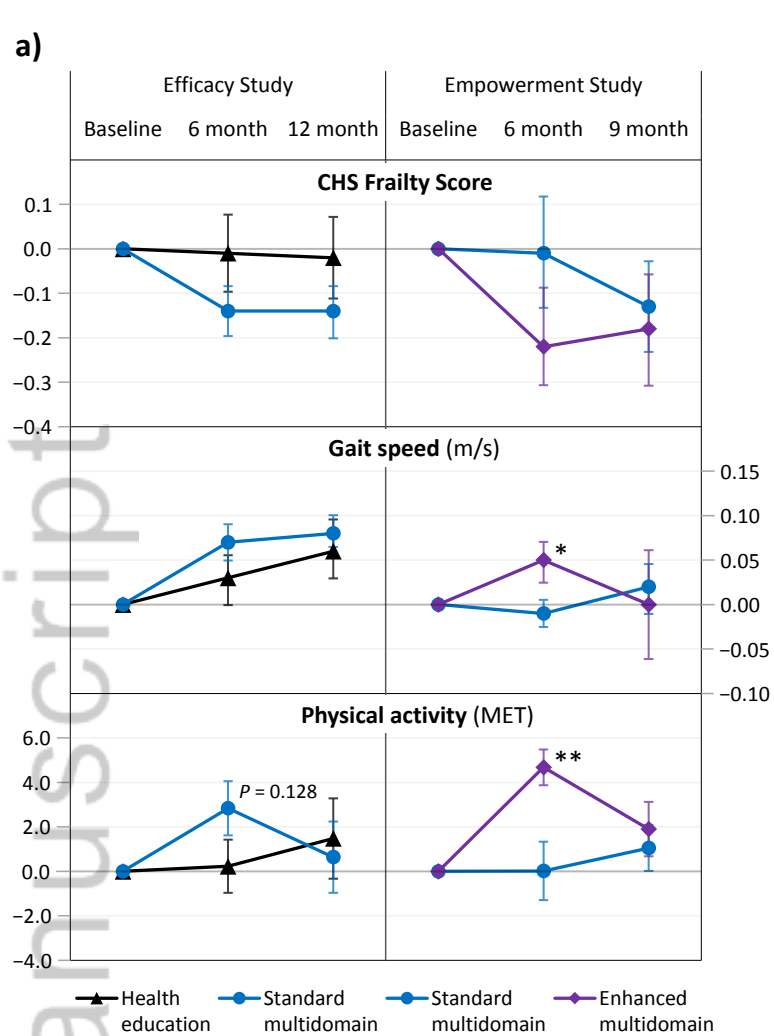 a)
Efficacy Study Empowerment Study
Baseline 6 month 12 month Baseline 6 month 9 month
CHS Frailty Score
0.1
0.0
−0.1
−0.2
−0.3
−0.4
Gait speed (m/s)
0.15
0.10
0.05
*
0.00
−0.05
−0.10
Physical activity (MET)
6.0
**
4.0
P = 0.128
2.0
0.0
−2.0
−4.0
Health education
Standard multidomain
Standard multidomain
Enhanced multidomain
anuscript